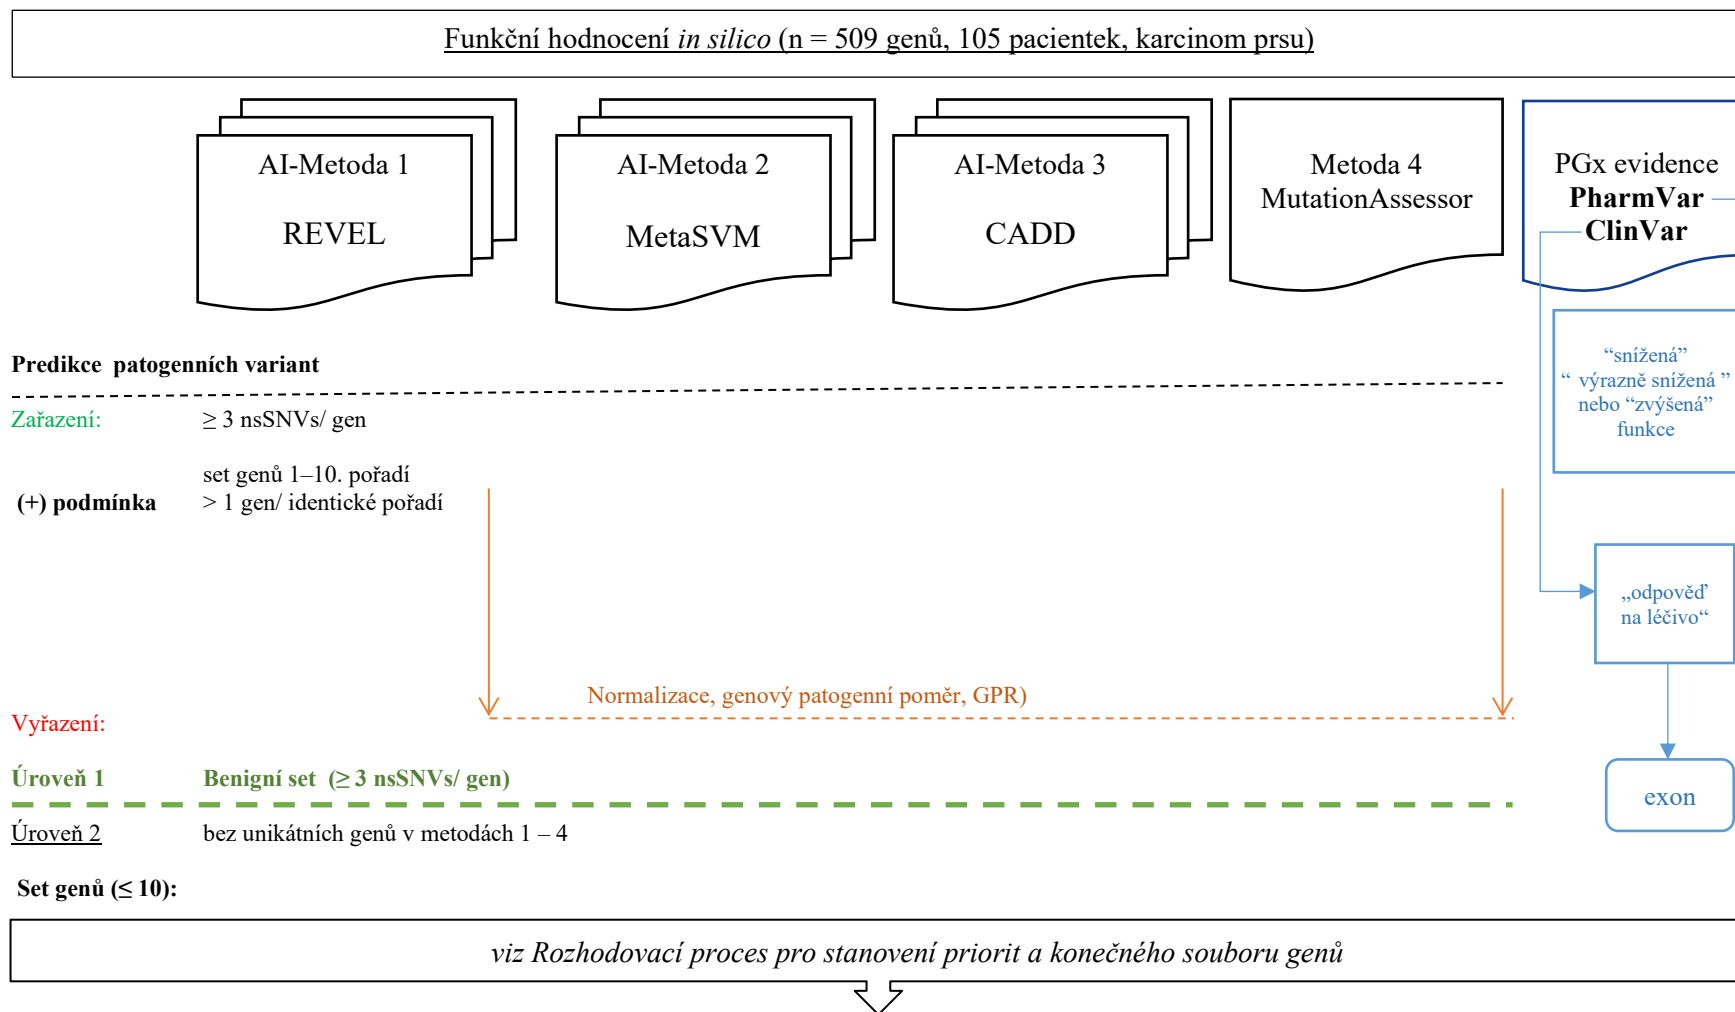 Funkční hodnocení in silico (n = 509 genů, 105 pacientek, karcinom prsu)
AI-Metoda 1
REVEL
AI-Metoda 2
MetaSVM
AI-Metoda 3
CADD
Metoda 4
MutationAssessor
PGx evidence
PharmVar
ClinVar
“snížená”
“ výrazně snížená ”
nebo “zvýšená”
funkce
Predikce patogenních variant
Zařazení: ≥ 3 nsSNVs/ gen
set genů 1–10. pořadí
(+) podmínka > 1 gen/ identické pořadí
„odpověď
na léčivo“
Normalizace, genový patogenní poměr, GPR)
Vyřazení:
Úroveň 1 Benigní set (≥ 3 nsSNVs/ gen)
exon
Úroveň 2 bez unikátních genů v metodách 1 – 4
Set genů (≤ 10):
viz Rozhodovací proces pro stanovení priorit a konečného souboru genů